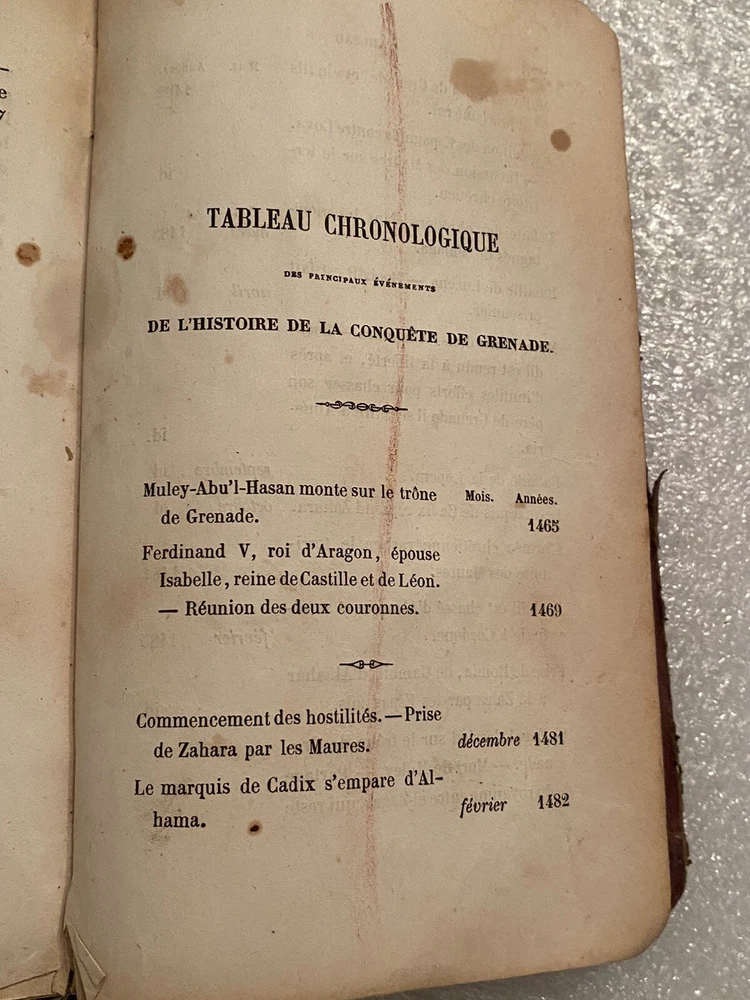 TABLEAU CHRONOLOGIQUE
DES PRINCIPAUX ÉVÉNEMENTS
DE L'HISTOIRE DE LA CONQUÊTE DE GRENADE.
Mois. Années.
Muley-Abu'l-Hasan monte sur le trône
de Grenade. 1465
Ferdinand V, roi d'Aragon, épouse
Isabelle, reine de Castille et de Léon.
— Réunion des deux couronnes. 1469
Commencement des hostilités. — Prise
de Zahara par les Maures. décembre 1481
Le marquis de Cadix s'empare d'Al-
hama. février 1482